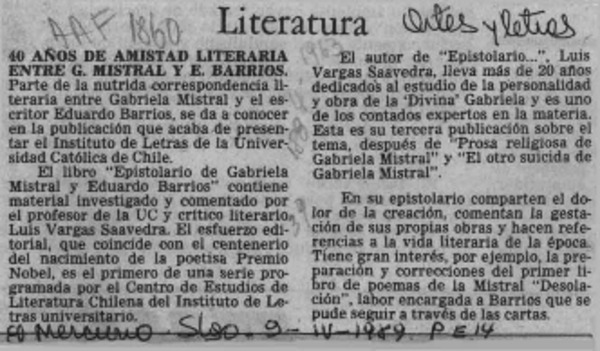 AAF 1860
Literatura
Artes y letras
40 AÑOS DE AMISTAD LITERARIA
ENTRE G. MISTRAL Y E. BARRIOS.
Parte de la nutrida correspondencia li-
teraria entre Gabriela Mistral y el es-
critor Eduardo Barrios, se da a conocer
en la publicación que acaba de presen-
tar el Instituto de Letras de la Univer-
sidad Católica de Chile.
El libro "Epistolario de Gabriela
Mistral y Eduardo Barrios" contiene
material investigado y comentado por
el profesor de la UC y crítico literario
Luis Vargas Saavedra. El esfuerzo edi-
torial, que coincide con el centenerio
del nacimiento de la poetisa Premio
Nobel, es el primero de una serie pro-
gramada por el Centro de Estudios de
Literatura Chilena del Instituto de Le-
tras universitario.
El autor de "Epistolario...", Luis
Vargas Saavedra, lleva más de 20 años
dedicados al estudio de la personalidad
y obra de la 'Divina' Gabriela y es uno
de los contados expertos en la materia.
Esta es su tercera publicación sobre el
tema, después de "Prosa religiosa de
Gabriela Mistral" y "El otro suicida de
Gabriela Mistral".
En su epistolario comparten el do-
lor de la creación, comentan la gesta-
ción de sus propias obras y hacen refe-
rencias a la vida literaria de la época.
Tiene gran interés, por ejemplo, la pre-
paración y correcciones del primer li-
bro de poemas de la Mistral "Desola-
ción", labor encargada a Barrios que se
pude seguir a través de las cartas.
El Mercurio Stgo. 9-IV-1989 P E14